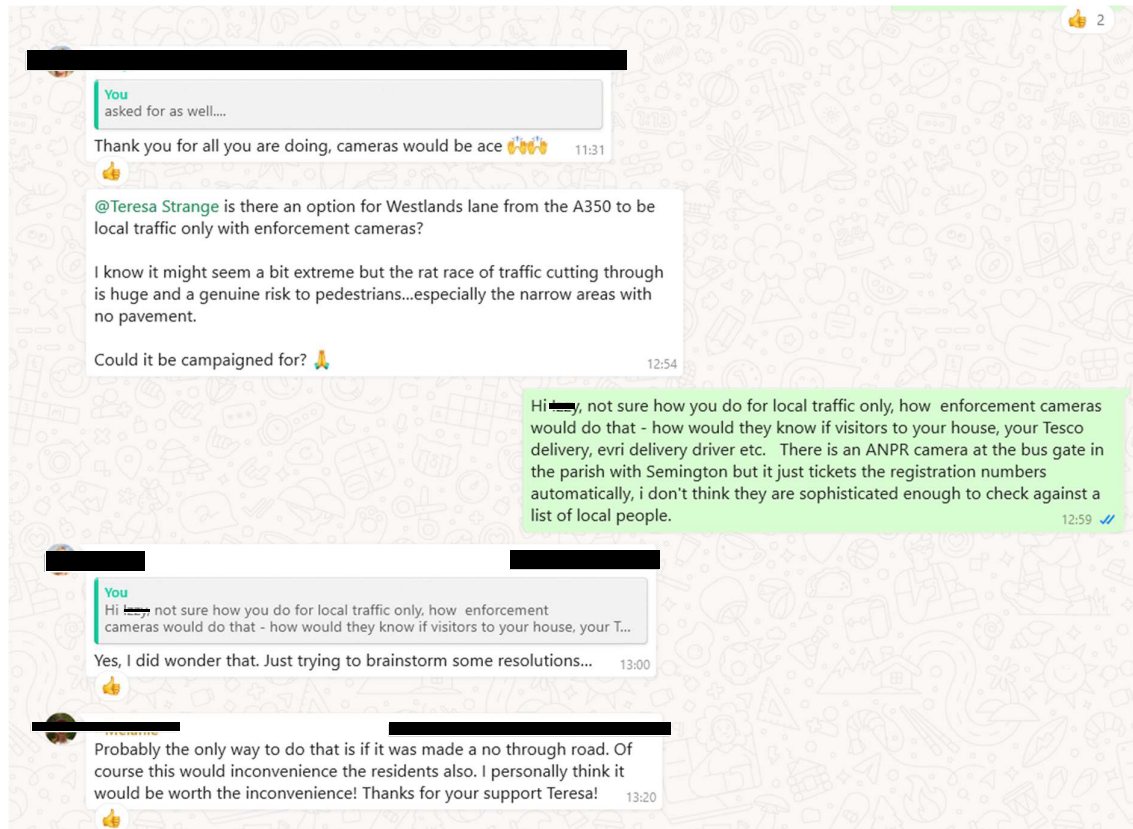 👍 2
You
asked for as well....
Thank you for all you are doing, cameras would be ace 🙌🙌 11:31
👍
@Teresa Strange is there an option for Westlands lane from the A350 to be
local traffic only with enforcement cameras?
I know it might seem a bit extreme but the rat race of traffic cutting through
is huge and a genuine risk to pedestrians...especially the narrow areas with
no pavement.
Could it be campaigned for? 🙏 12:54
Hi , not sure how you do for local traffic only, how enforcement cameras
would do that - how would they know if visitors to your house, your Tesco
delivery, evri delivery driver etc. There is an ANPR camera at the bus gate in
the parish with Semington but it just tickets the registration numbers
automatically, i don't think they are sophisticated enough to check against a
list of local people. 12:59
You
Hi , not sure how you do for local traffic only, how enforcement
cameras would do that - how would they know if visitors to your house, your T...
Yes, I did wonder that. Just trying to brainstorm some resolutions... 13:00
👍
Probably the only way to do that is if it was made a no through road. Of
course this would inconvenience the residents also. I personally think it
would be worth the inconvenience! Thanks for your support Teresa! 13:20
👍